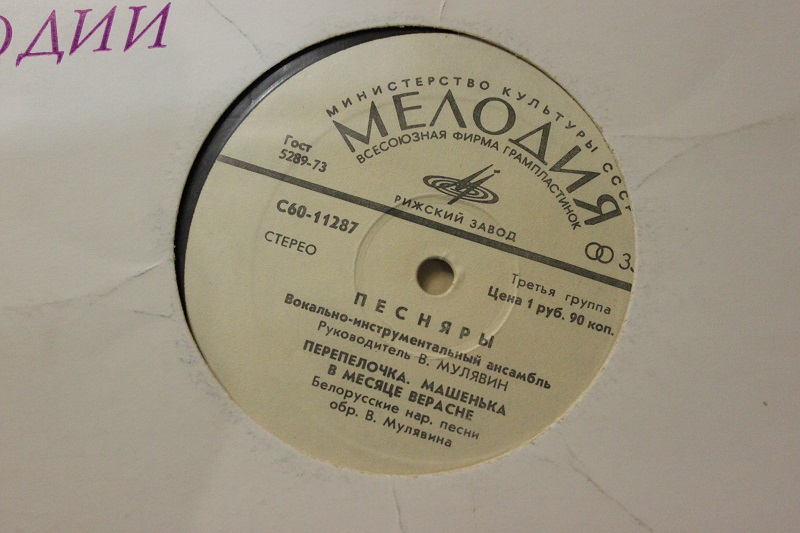 ОДИИ
МИНИСТЕРСТВО КУЛЬТУРЫ СССР
МЕЛОДИЯ
ВСЕСОЮЗНАЯ ФИРМА ГРАМПЛАСТИНОК
Гост
5289-73
РИЖСКИЙ ЗАВОД
33
С60-11287
СТЕРЕО
Третья группа
Цена 1 руб. 90 коп.
ПЕСНЯРЫ
Вокально-инструментальный ансамбль
Руководитель В. МУЛЯВИН
ПЕРЕПЕЛОЧКА. МАШЕНЬКА
В МЕСЯЦЕ ВЕРАСНЕ
Белорусские нар. песни
обр. В. Мулявина